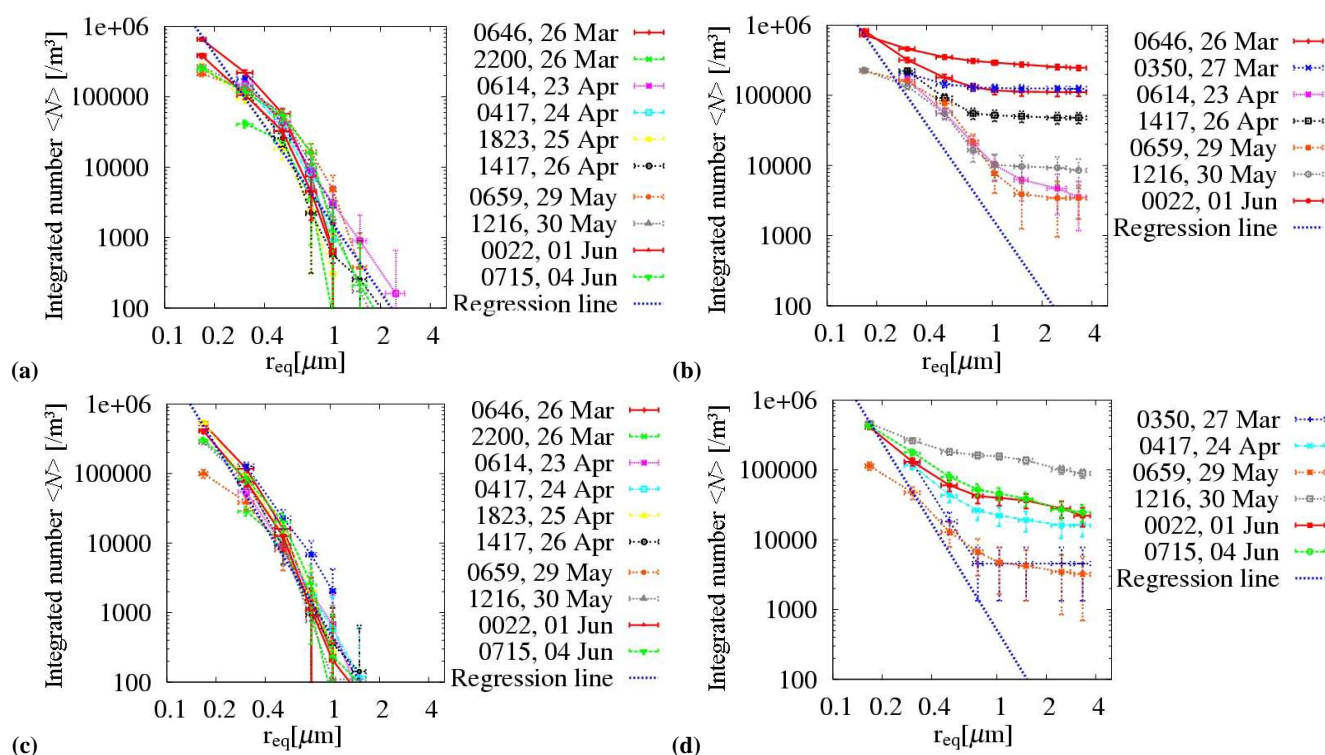 Integrated number <N> [/m³]
1e+06
100000
10000
1000
100
0.1 0.2 0.4 1 2 4
r_eq[µm]
0646, 26 Mar
2200, 26 Mar
0614, 23 Apr
0417, 24 Apr
1823, 25 Apr
1417, 26 Apr
0659, 29 May
1216, 30 May
0022, 01 Jun
0715, 04 Jun
Regression line
(a)
Integrated number <N> [/m³]
1e+06
100000
10000
1000
100
0.1 0.2 0.4 1 2 4
r_eq[µm]
0646, 26 Mar
0350, 27 Mar
0614, 23 Apr
1417, 26 Apr
0659, 29 May
1216, 30 May
0022, 01 Jun
Regression line
(b)
Integrated number <N> [/m³]
1e+06
100000
10000
1000
100
0.1 0.2 0.4 1 2 4
r_eq[µm]
0646, 26 Mar
2200, 26 Mar
0614, 23 Apr
0417, 24 Apr
1823, 25 Apr
1417, 26 Apr
0659, 29 May
1216, 30 May
0022, 01 Jun
0715, 04 Jun
Regression line
(c)
Integrated number <N> [/m³]
1e+06
100000
10000
1000
100
0.1 0.2 0.4 1 2 4
r_eq[µm]
0350, 27 Mar
0417, 24 Apr
0659, 29 May
1216, 30 May
0022, 01 Jun
0715, 04 Jun
Regression line
(d)